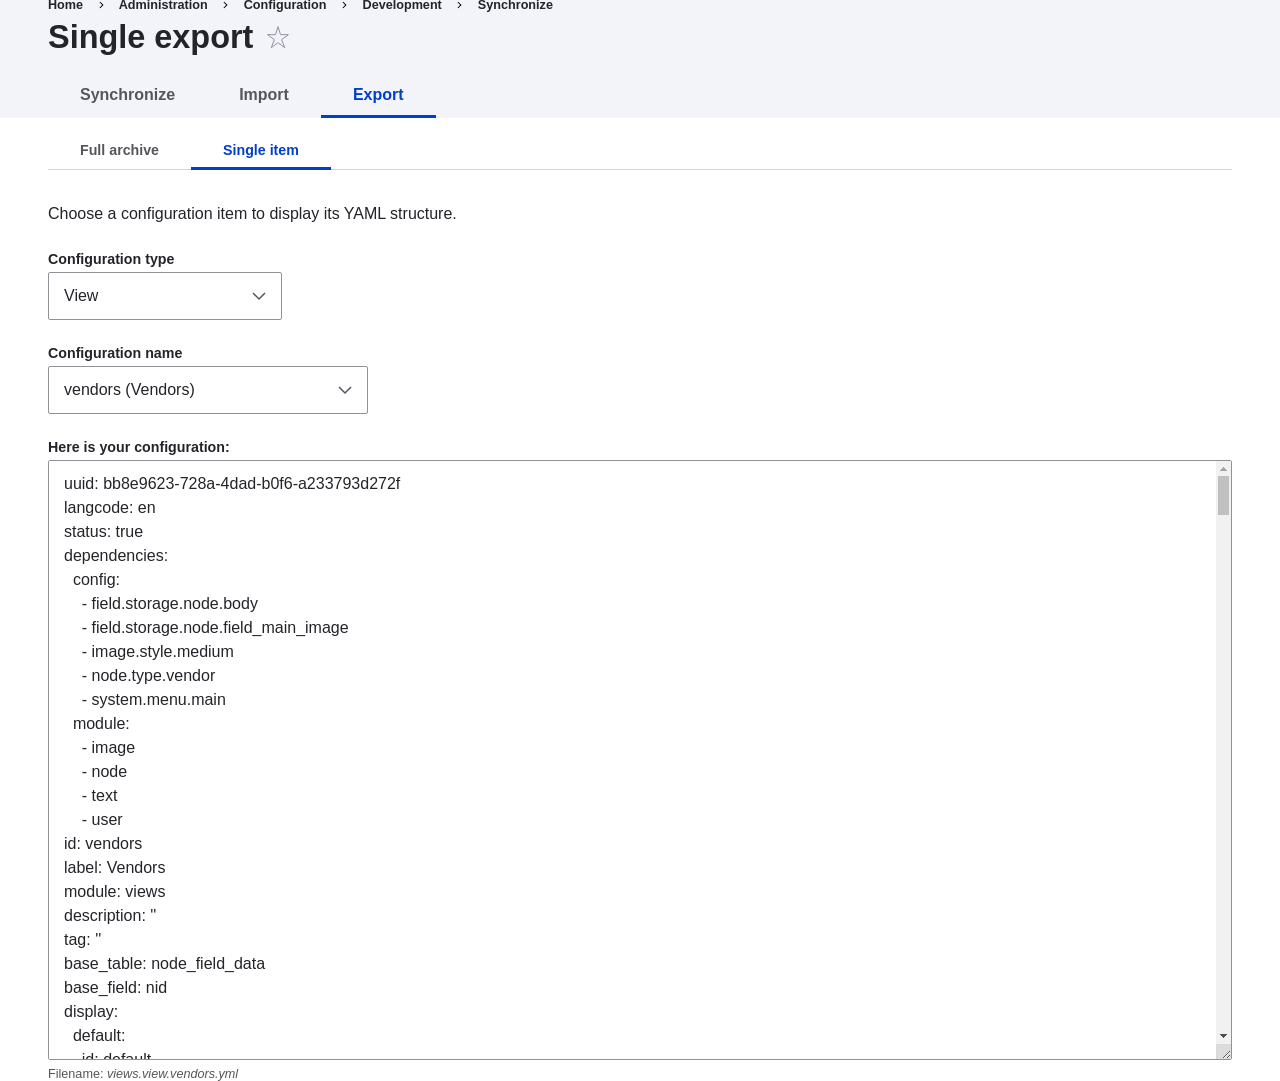 Home › Administration › Configuration › Development › Synchronize
Single export ☆
Synchronize Import Export
Full archive Single item
Choose a configuration item to display its YAML structure.
Configuration type
View
Configuration name
vendors (Vendors)
Here is your configuration:
uuid: bb8e9623-728a-4dad-b0f6-a233793d272f
langcode: en
status: true
dependencies:
  config:
    - field.storage.node.body
    - field.storage.node.field_main_image
    - image.style.medium
    - node.type.vendor
    - system.menu.main
  module:
    - image
    - node
    - text
    - user
id: vendors
label: Vendors
module: views
description: ''
tag: ''
base_table: node_field_data
base_field: nid
display:
  default:
    id: default
Filename: views.view.vendors.yml